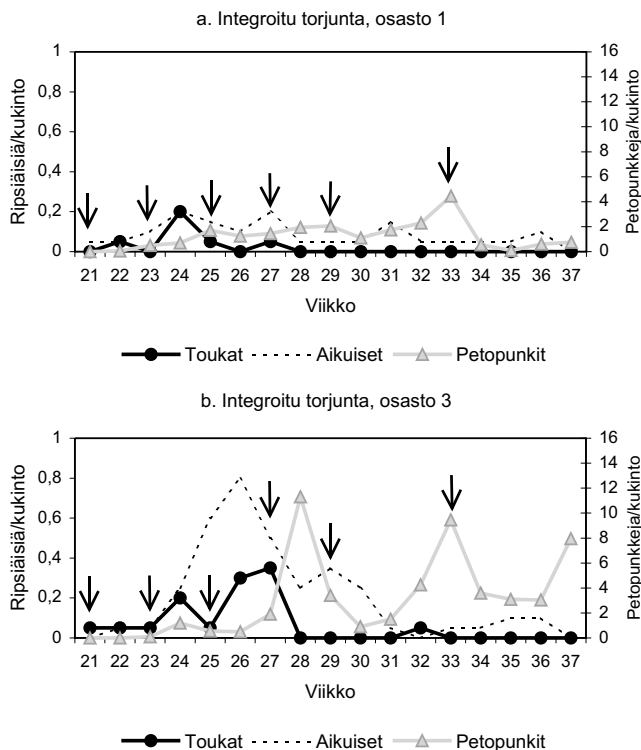 a. Integroitu torjunta, osasto 1
Ripsiäisiä/kukinto
1
0,8
0,6
0,4
0,2
0
16
14
12
10
8
6
4
2
0
Petopunkkeja/kukinto
21 22 23 24 25 26 27 28 29 30 31 32 33 34 35 36 37
Viikko
Toukat Aikuiset Petopunkit
b. Integroitu torjunta, osasto 3
Ripsiäisiä/kukinto
1
0,8
0,6
0,4
0,2
0
16
14
12
10
8
6
4
2
0
Petopunkkeja/kukinto
21 22 23 24 25 26 27 28 29 30 31 32 33 34 35 36 37
Viikko
Toukat Aikuiset Petopunkit